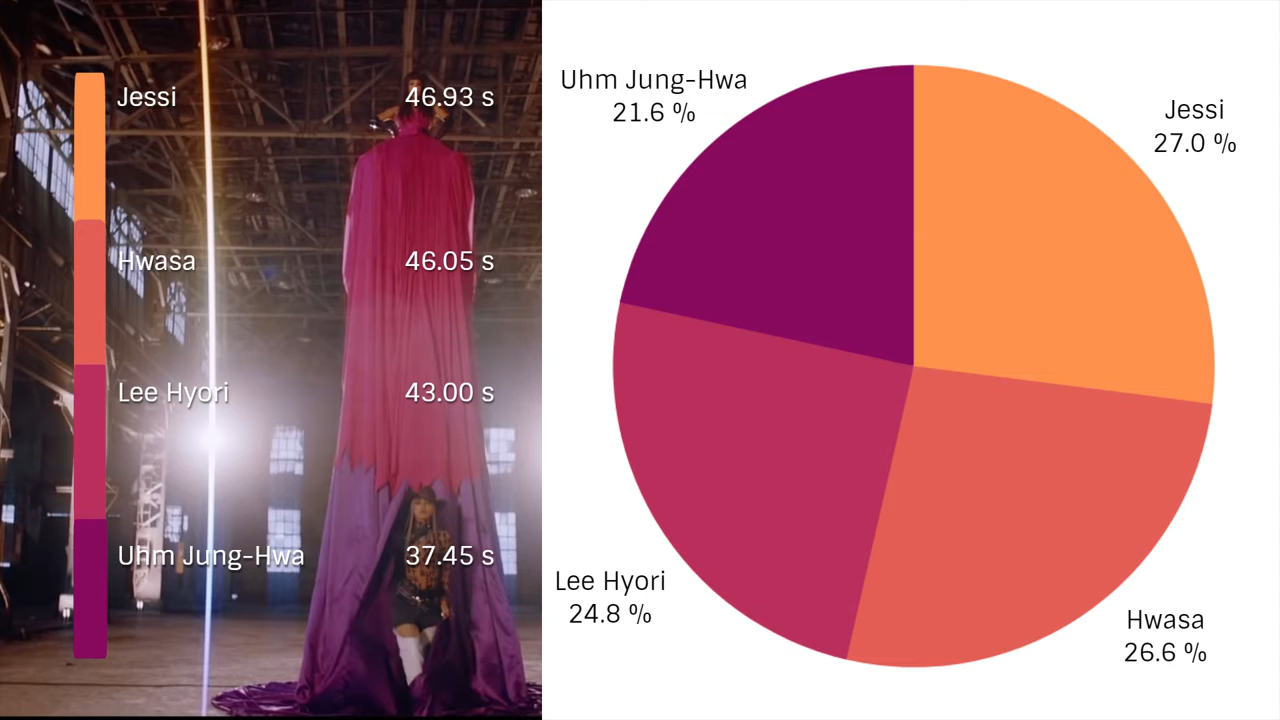 Jessi 46.93 s
Hwasa 46.05 s
Lee Hyori 43.00 s
Uhm Jung-Hwa 37.45 s
Uhm Jung-Hwa
21.6 %
Jessi
27.0 %
Lee Hyori
24.8 %
Hwasa
26.6 %